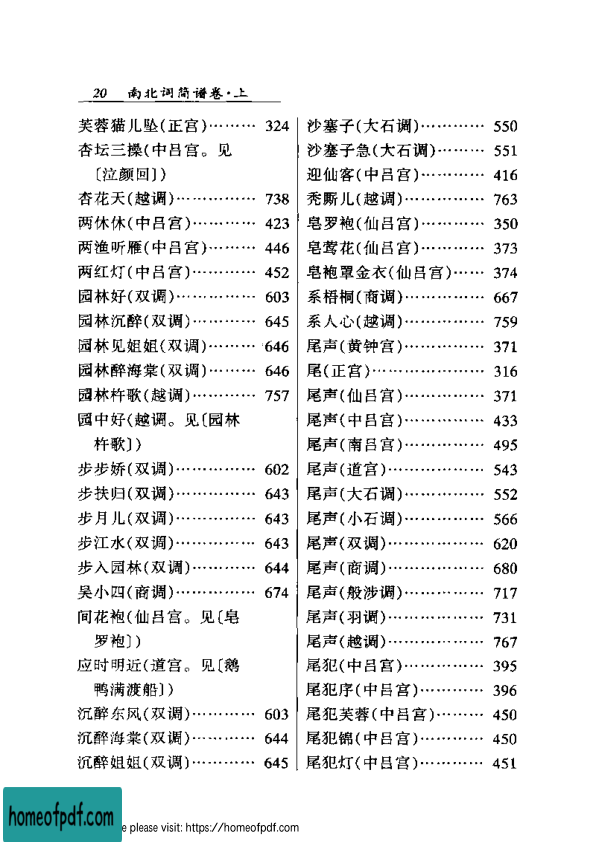 20 南北词简谱卷·上
芙蓉猫儿坠(正宫)……… 324
杏坛三操(中吕宫。见
〔泣颜回〕)
杏花天(越调)…………… 738
两休休(中吕宫)………… 423
两渔听雁(中吕宫)……… 446
两红灯(中吕宫)………… 452
园林好(双调)…………… 603
园林沉醉(双调)………… 645
园林见姐姐(双调)……… 646
园林醉海棠(双调)……… 646
园林杵歌(越调)………… 757
园中好(越调。见〔园林
杵歌〕)
步步娇(双调)…………… 602
步扶归(双调)…………… 643
步月儿(双调)…………… 643
步江水(双调)…………… 643
步入园林(双调)………… 644
吴小四(商调)…………… 674
间花袍(仙吕宫。见〔皂
罗袍〕)
应时明近(道宫。见〔鹅
鸭满渡船〕)
沉醉东风(双调)………… 603
沉醉海棠(双调)………… 644
沉醉姐姐(双调)………… 645
沙塞子(大石调)………… 550
沙塞子急(大石调)……… 551
迎仙客(中吕宫)………… 416
秃厮儿(越调)…………… 763
皂罗袍(仙吕宫)………… 350
皂莺花(仙吕宫)………… 373
皂袍罩金衣(仙吕宫)…… 374
系梧桐(商调)…………… 667
系人心(越调)…………… 759
尾声(黄钟宫)…………… 371
尾(正宫)………………… 316
尾声(仙吕宫)…………… 371
尾声(中吕宫)…………… 433
尾声(南吕宫)…………… 495
尾声(道宫)……………… 543
尾声(大石调)…………… 552
尾声(小石调)…………… 566
尾声(双调)……………… 620
尾声(商调)……………… 680
尾声(般涉调)…………… 717
尾声(羽调)……………… 731
尾声(越调)……………… 767
尾犯(中吕宫)…………… 395
尾犯序(中吕宫)………… 396
尾犯芙蓉(中吕宫)……… 450
尾犯锦(中吕宫)………… 450
尾犯灯(中吕宫)………… 451
homeofpdf.com
e please visit: https://homeofpdf.com